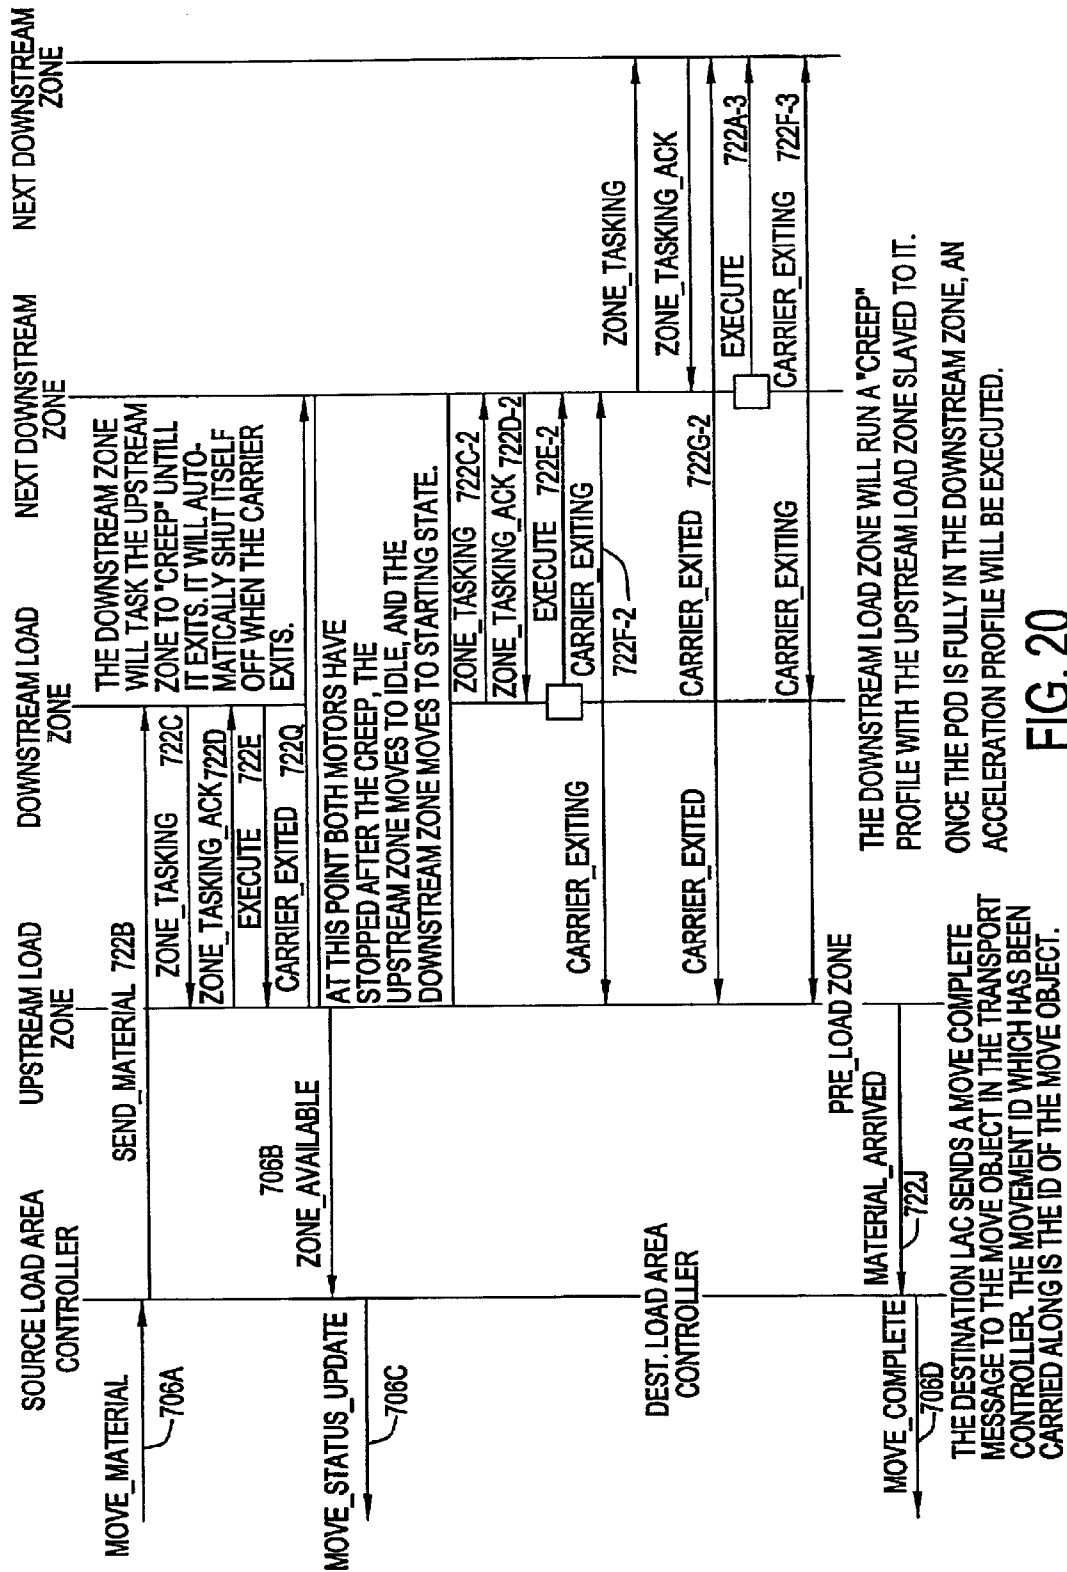 SOURCE LOAD AREA
CONTROLLER
UPSTREAM LOAD
ZONE
DOWNSTREAM LOAD
ZONE
NEXT DOWNSTREAM
ZONE
NEXT DOWNSTREAM
ZONE
MOVE_MATERIAL
706A
SEND_MATERIAL 722B
ZONE_TASKING 722C
ZONE_TASKING_ACK 722D
EXECUTE 722E
CARRIER_EXITED 722Q
THE DOWNSTREAM ZONE
WILL TASK THE UPSTREAM
ZONE TO "CREEP" UNTILL
IT EXITS. IT WILL AUTO-
MATICALLY SHUT ITSELF
OFF WHEN THE CARRIER
EXITS.
706B
ZONE_AVAILABLE
MOVE_STATUS_UPDATE
706C
AT THIS POINT BOTH MOTORS HAVE
STOPPED AFTER THE CREEP, THE
UPSTREAM ZONE MOVES TO IDLE, AND THE
DOWNSTREAM ZONE MOVES TO STARTING STATE.
ZONE_TASKING 722C-2
ZONE_TASKING_ACK 722D-2
EXECUTE 722E-2
CARRIER_EXITING
CARRIER_EXITING
722F-2
ZONE_TASKING
ZONE_TASKING_ACK
CARRIER_EXITED
CARRIER_EXITED 722G-2
EXECUTE 722A-3
CARRIER_EXITING
CARRIER_EXITING 722F-3
DEST. LOAD AREA
CONTROLLER
PRE_LOAD ZONE
MATERIAL_ARRIVED
722J
MOVE_COMPLETE
706D
THE DOWNSTREAM LOAD ZONE WILL RUN A "CREEP"
PROFILE WITH THE UPSTREAM LOAD ZONE SLAVED TO IT.
ONCE THE POD IS FULLY IN THE DOWNSTREAM ZONE, AN
ACCELERATION PROFILE WILL BE EXECUTED.
THE DESTINATION LAC SENDS A MOVE COMPLETE
MESSAGE TO THE MOVE OBJECT IN THE TRANSPORT
CONTROLLER. THE MOVEMENT ID WHICH HAS BEEN
CARRIED ALONG IS THE ID OF THE MOVE OBJECT.
FIG. 20